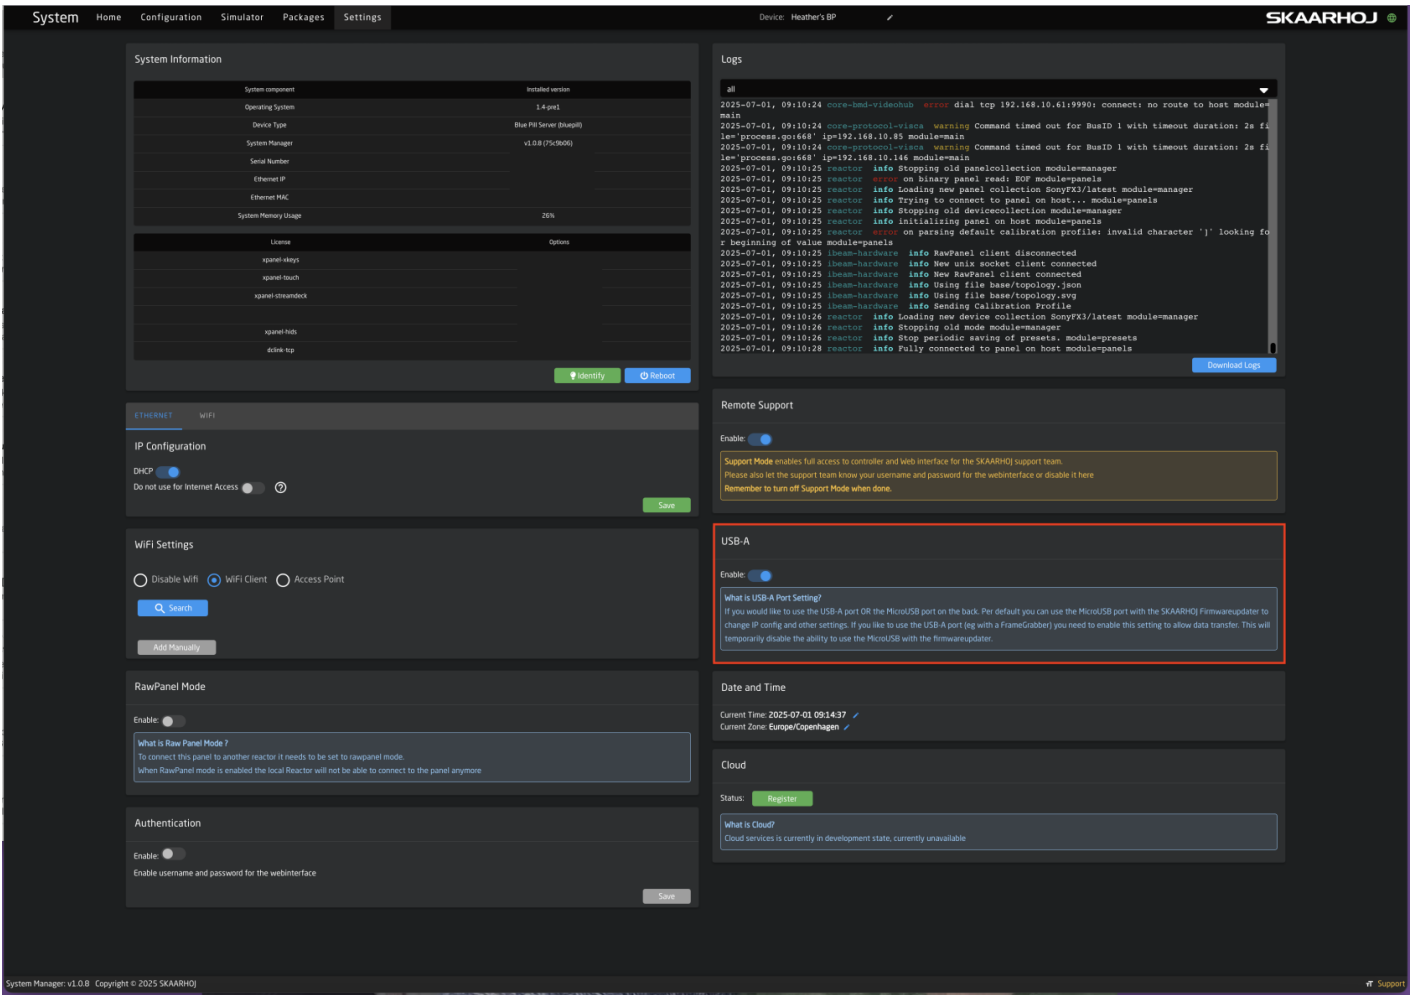 System Home Configuration Simulator Packages Settings Device: Heather's BP SKAARHOJ
System Information
System component Installed version
Operating System 1.4-pre1
Device Type Blue Pill Server (bluepill)
System Manager v1.0.8 (75c9b06)
Serial Number
Ethernet IP
Ethernet MAC
System Memory Usage 26%
License Options
xpanel-xkeys
xpanel-touch
xpanel-streamdeck
xpanel-hids
dclink-tcp
Identify Reboot
ETHERNET WIFI
IP Configuration
DHCP
Do not use for Internet Access
Save
WiFi Settings
Disable Wifi WiFi Client Access Point
Search
Add Manually
RawPanel Mode
Enable:
What is Raw Panel Mode ?
To connect this panel to another reactor it needs to be set to rawpanel mode.
When RawPanel mode is enabled the local Reactor will not be able to connect to the panel anymore
Authentication
Enable:
Enable username and password for the webinterface
Save
Logs
all
2025-07-01, 09:10:24 core-bmd-videohub error dial tcp 192.168.10.61:9990: connect: no route to host module=
main
2025-07-01, 09:10:24 core-protocol-visca warning Command timed out for BusID 1 with timeout duration: 2s fi
le='process.go:668' ip=192.168.10.85 module=main
2025-07-01, 09:10:24 core-protocol-visca warning Command timed out for BusID 1 with timeout duration: 2s fi
le='process.go:668' ip=192.168.10.146 module=main
2025-07-01, 09:10:25 reactor info Stopping old panelcollection module=manager
2025-07-01, 09:10:25 reactor error on binary panel read: EOF module=panels
2025-07-01, 09:10:25 reactor info Loading new panel collection SonyFX3/latest module=manager
2025-07-01, 09:10:25 reactor info Trying to connect to panel on host... module=panels
2025-07-01, 09:10:25 reactor info Stopping old devicecollection module=manager
2025-07-01, 09:10:25 reactor info initializing panel on host module=panels
2025-07-01, 09:10:25 reactor error on parsing default calibration profile: invalid character ']' looking fo
r beginning of value module=panels
2025-07-01, 09:10:25 ibeam-hardware info RawPanel client disconnected
2025-07-01, 09:10:25 ibeam-hardware info New unix socket client connected
2025-07-01, 09:10:25 ibeam-hardware info New RawPanel client connected
2025-07-01, 09:10:25 ibeam-hardware info Using file base/topology.json
2025-07-01, 09:10:25 ibeam-hardware info Using file base/topology.svg
2025-07-01, 09:10:25 ibeam-hardware info Sending Calibration Profile
2025-07-01, 09:10:26 reactor info Loading new device collection SonyFX3/latest module=manager
2025-07-01, 09:10:26 reactor info Stopping old mode module=manager
2025-07-01, 09:10:26 reactor info Stop periodic saving of presets. module=presets
2025-07-01, 09:10:28 reactor info Fully connected to panel on host module=panels
Download Logs
Remote Support
Enable:
Support Mode enables full access to controller and Web interface for the SKAARHOJ support team.
Please also let the support team know your username and password for the webinterface or disable it here
Remember to turn off Support Mode when done.
USB-A
Enable:
What is USB-A Port Setting?
If you would like to use the USB-A port OR the MicroUSB port on the back. Per default you can use the MicroUSB port with the SKAARHOJ Firmwareupdater to
change IP config and other settings. If you like to use the USB-A port (eg with a FrameGrabber) you need to enable this setting to allow data transfer. This will
temporarily disable the ability to use the MicroUSB with the firmwareupdater.
Date and Time
Current Time: 2025-07-01 09:14:37
Current Zone: Europe/Copenhagen
Cloud
Status: Register
What is Cloud?
Cloud services is currently in development state, currently unavailable
System Manager: v1.0.8 Copyright © 2025 SKAARHOJ Support